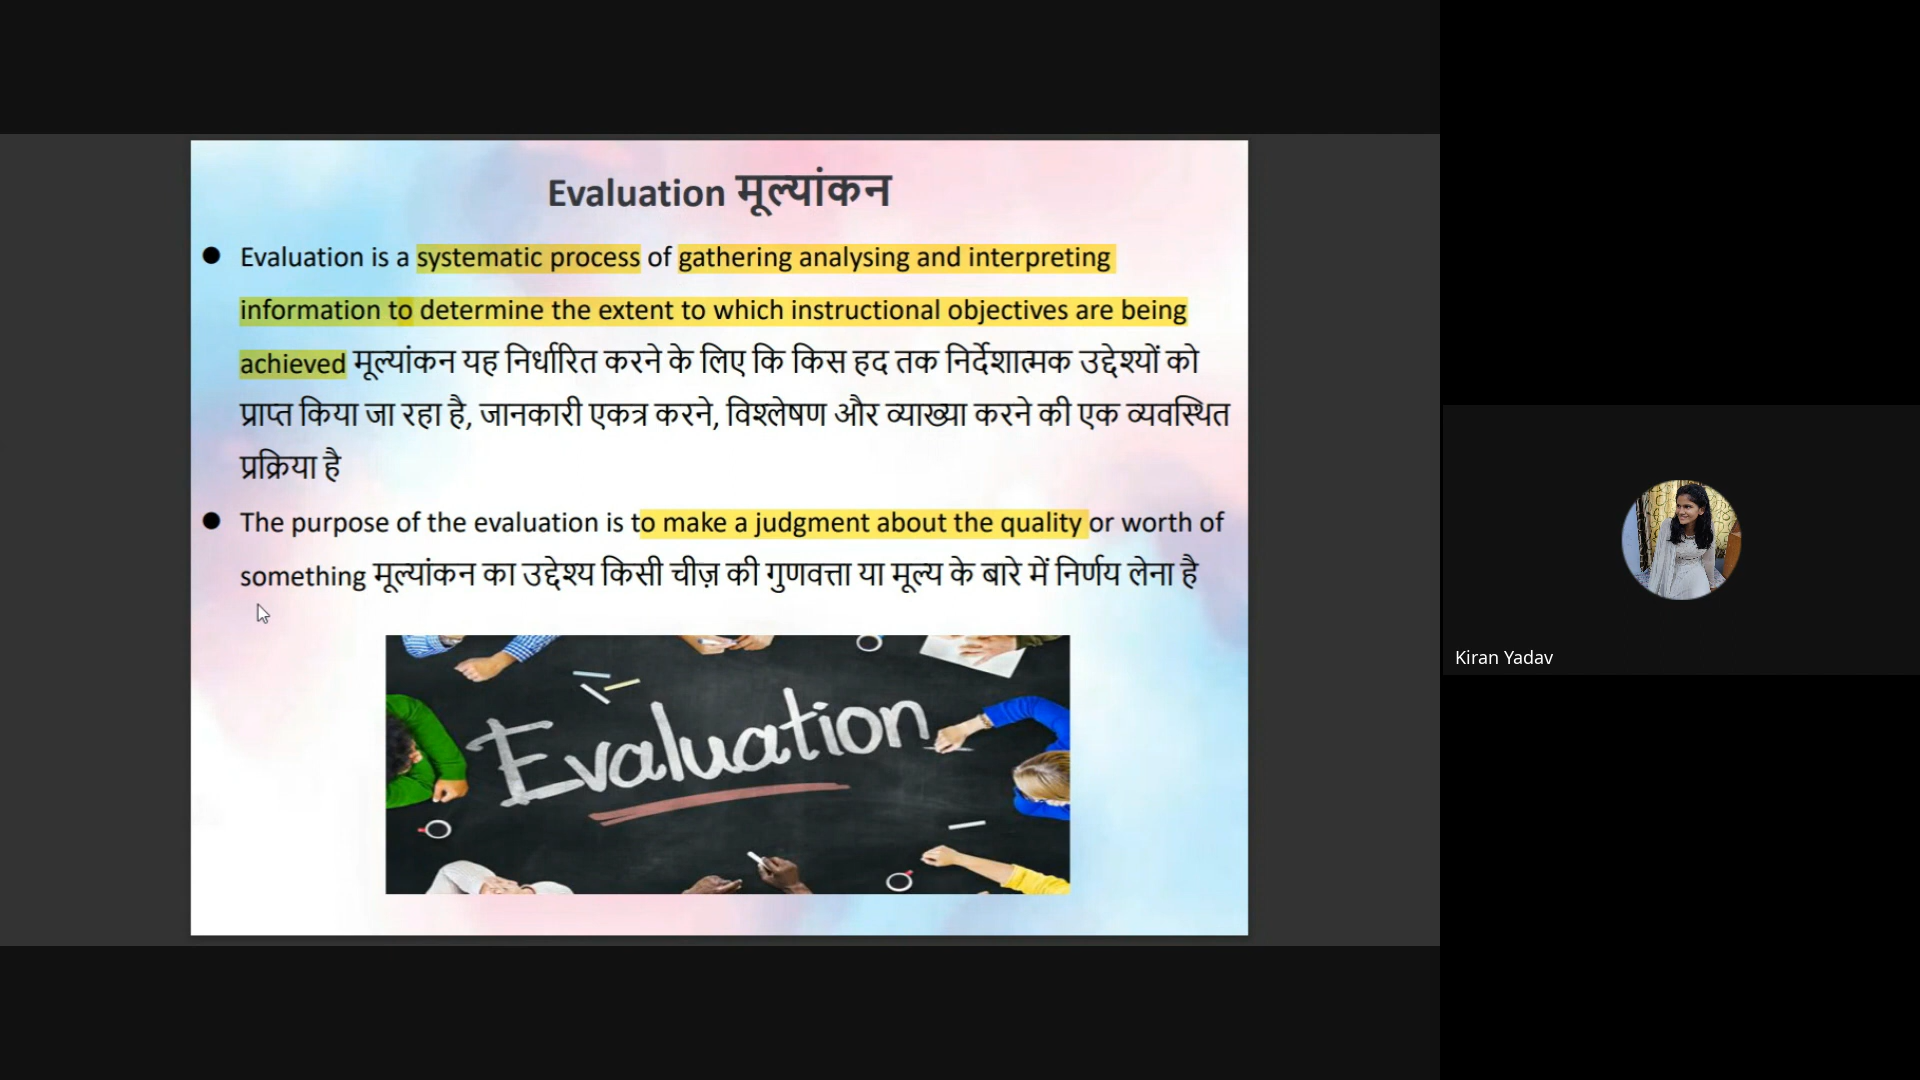 Evaluation मूल्यांकन
● Evaluation is a systematic process of gathering analysing and interpreting
information to determine the extent to which instructional objectives are being
achieved मूल्यांकन यह निर्धारित करने के लिए कि किस हद तक निर्देशात्मक उद्देश्यों को
प्राप्त किया जा रहा है, जानकारी एकत्र करने, विश्लेषण और व्याख्या करने की एक व्यवस्थित
प्रक्रिया है
● The purpose of the evaluation is to make a judgment about the quality or worth of
something मूल्यांकन का उद्देश्य किसी चीज़ की गुणवत्ता या मूल्य के बारे में निर्णय लेना है
Evaluation
Kiran Yadav